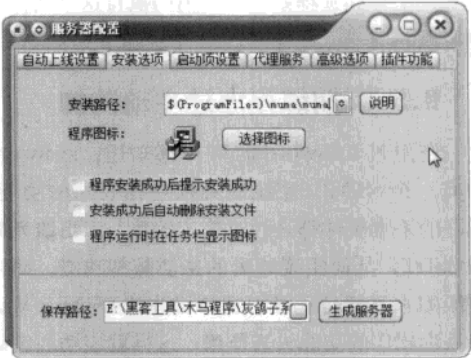 服务器配置
自动上线设置 安装选项 启动项设置 代理服务 高级选项 插件功能
安装路径: $(ProgramFiles)\numa\numa 说明
程序图标: 选择图标
程序安装成功后提示安装成功
安装成功后自动删除安装文件
程序运行时在任务栏显示图标
保存路径: E:\黑客工具\木马程序\灰鸽子系 生成服务器